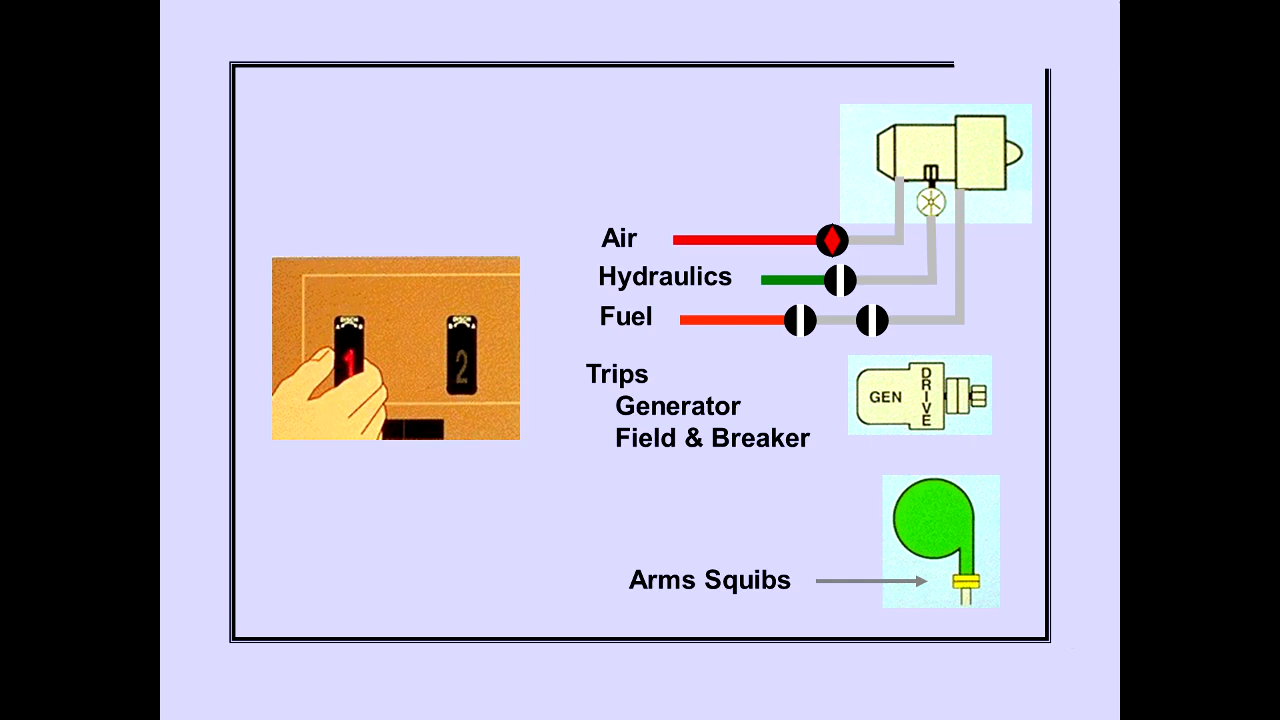 Air
Hydraulics
Fuel
1
2
Trips
Generator
Field & Breaker
GEN
DRIVE
Arms Squibs